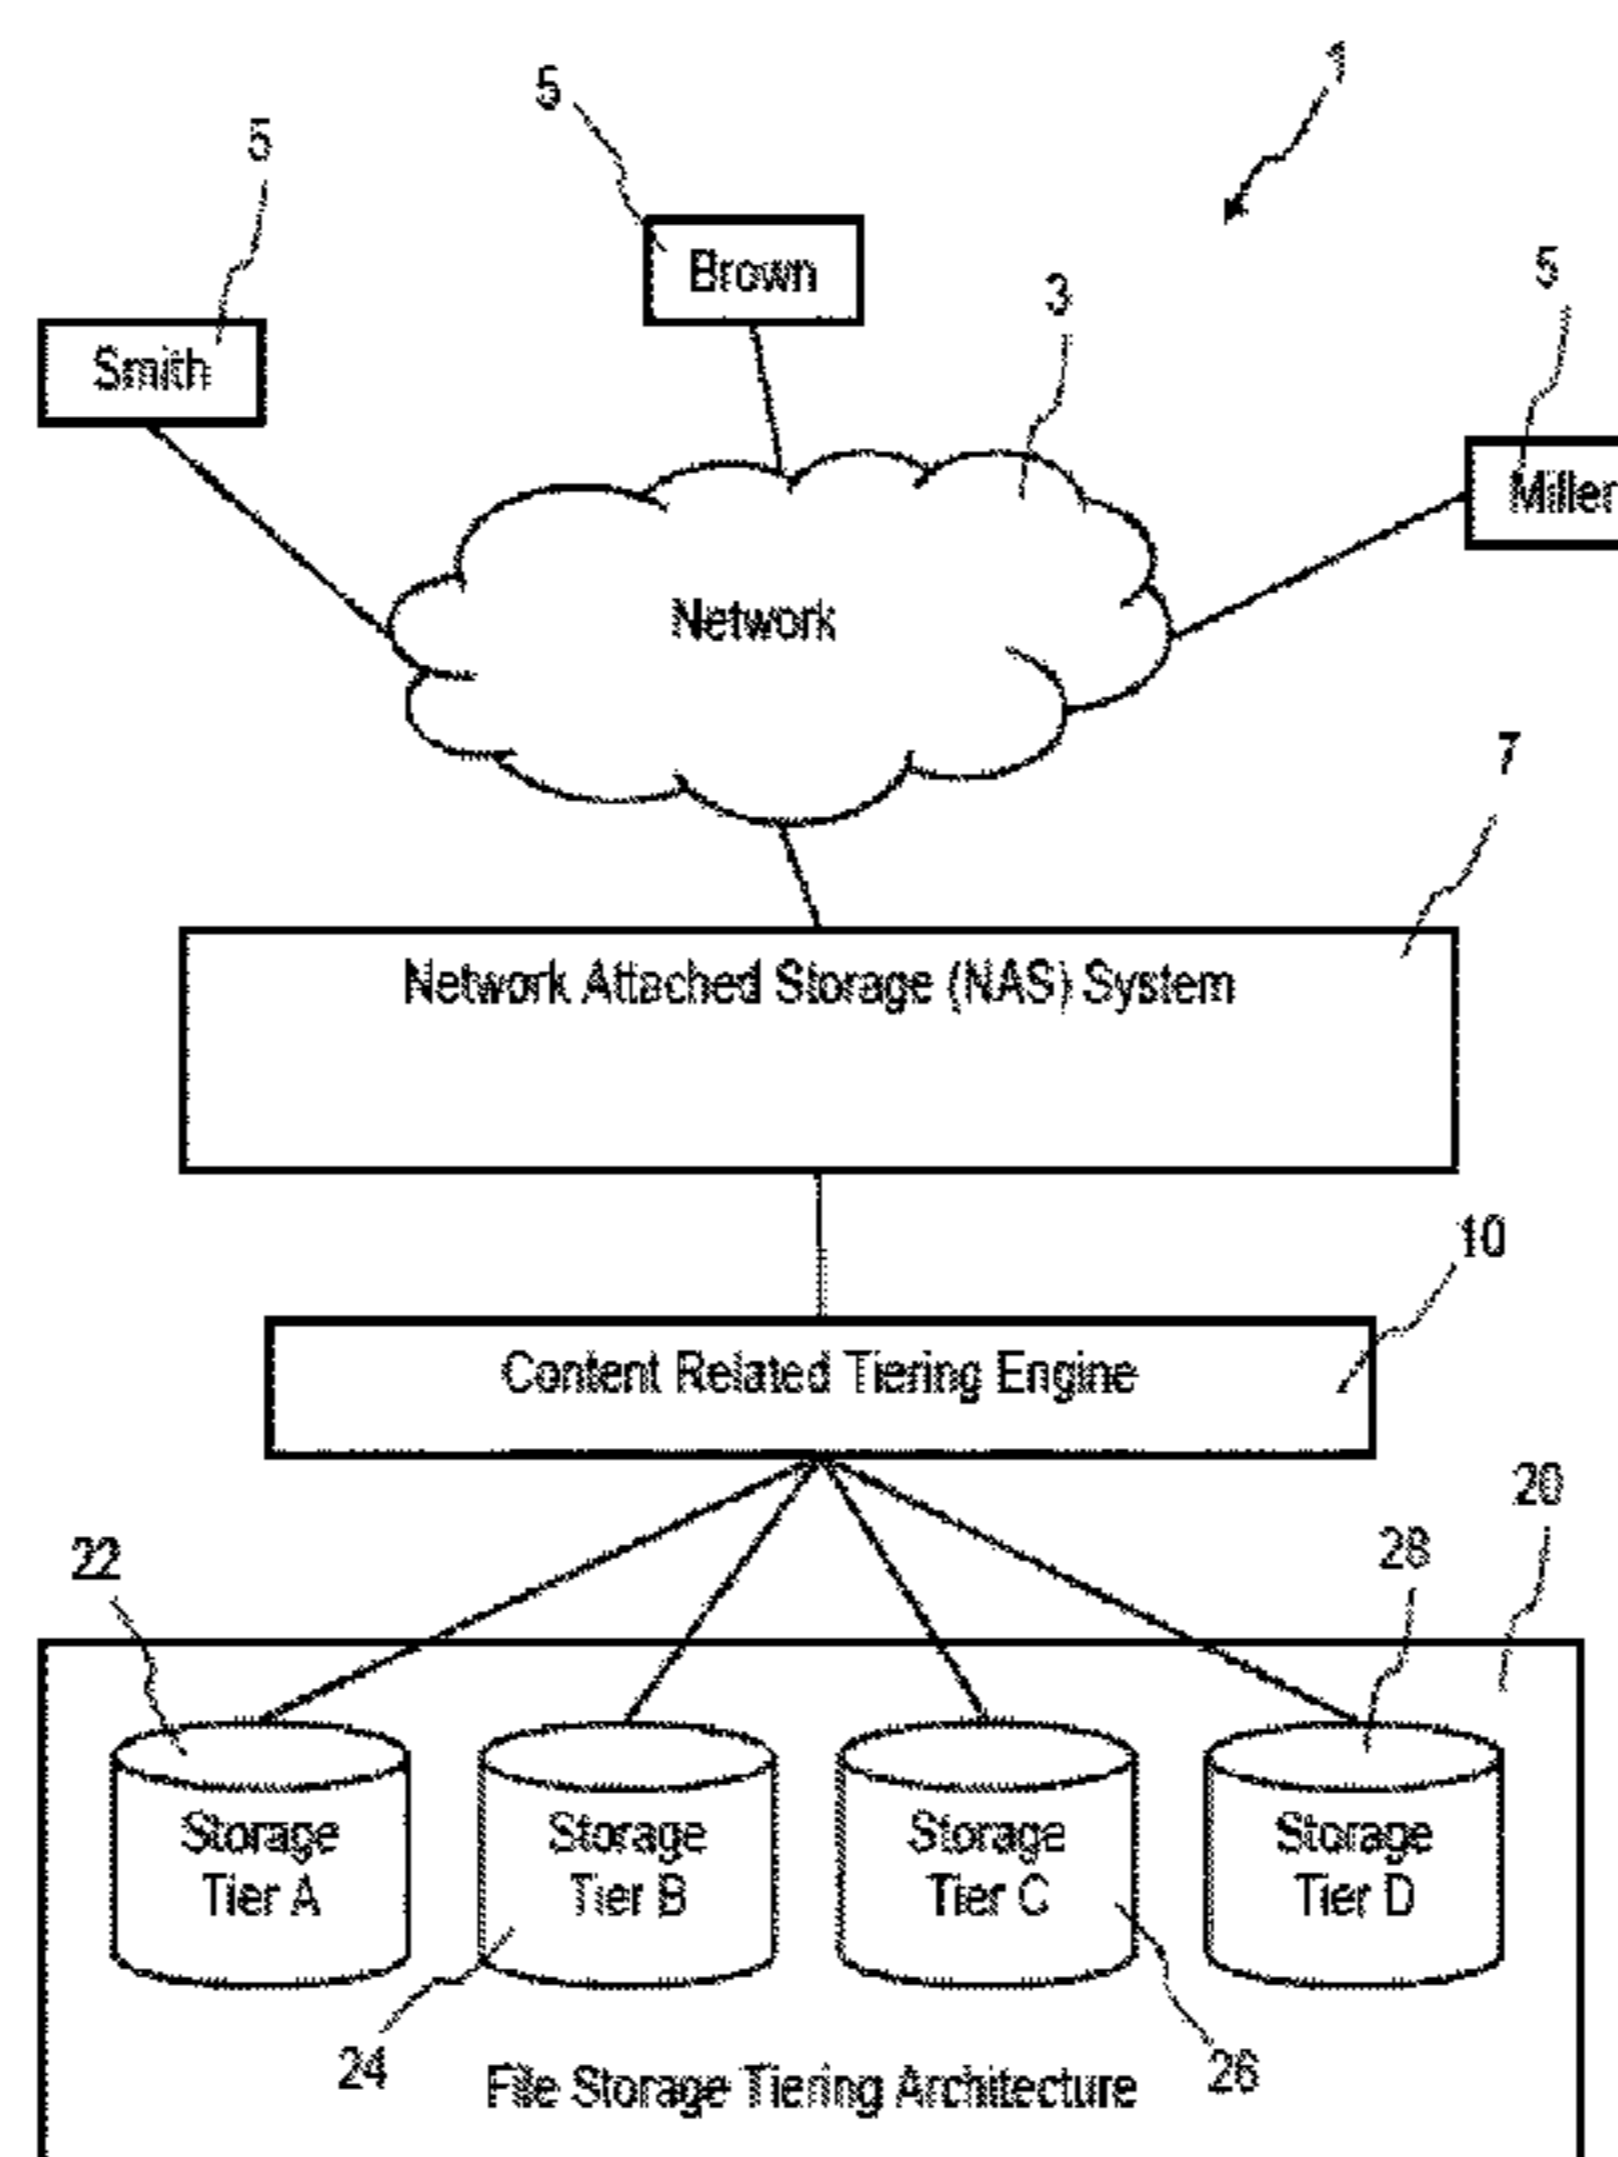 1
5
5
Brown
3
5
Smith
Miller
Network
7
Network Attached Storage (NAS) System
10
Content Related Tiering Engine
20
28
22
Storage
Tier A
Storage
Tier B
Storage
Tier C
Storage
Tier D
24
26
File Storage Tiering Architecture